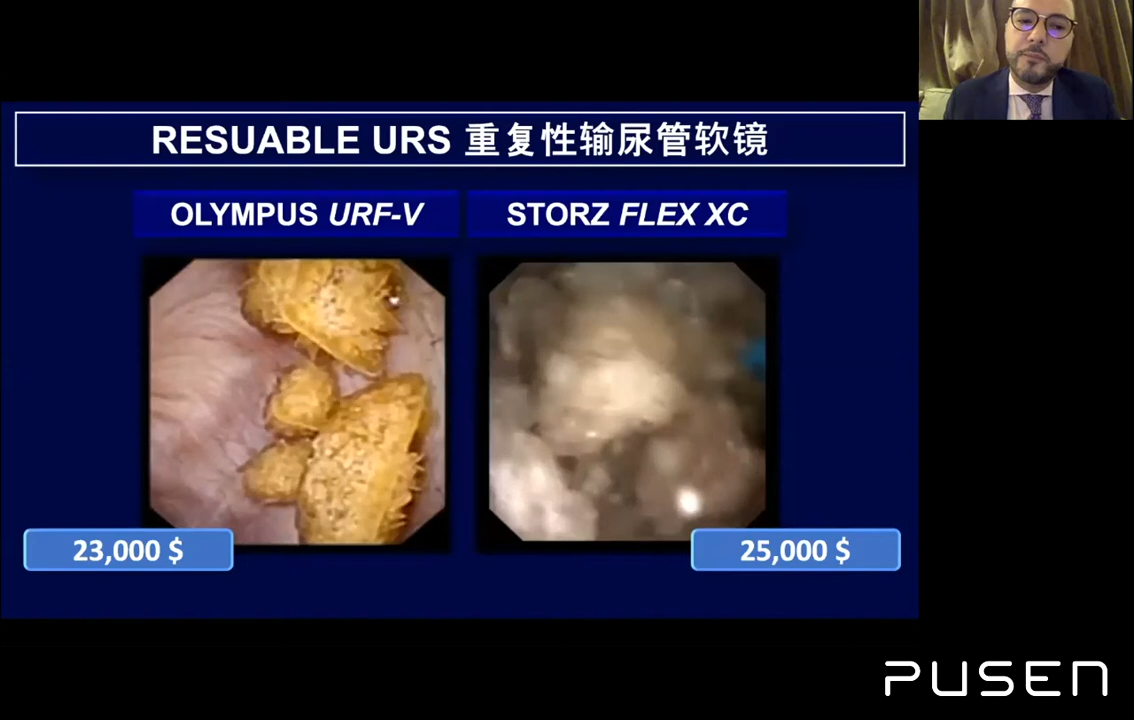 RESUABLE URS 重复性输尿管软镜
OLYMPUS URF-V
STORZ FLEX XC
23,000 $
25,000 $
PUSEN